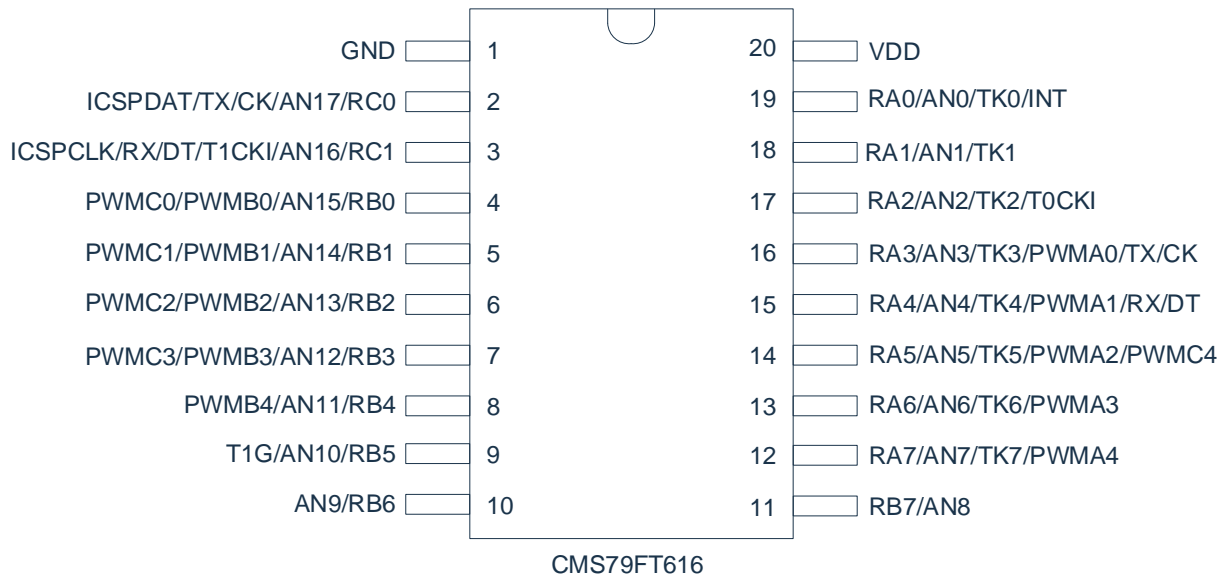 GND 1 20 VDD
ICSPDAT/TX/CK/AN17/RC0 2 19 RA0/AN0/TK0/INT
ICSPCLK/RX/DT/T1CKI/AN16/RC1 3 18 RA1/AN1/TK1
PWMC0/PWMB0/AN15/RB0 4 17 RA2/AN2/TK2/T0CKI
PWMC1/PWMB1/AN14/RB1 5 16 RA3/AN3/TK3/PWMA0/TX/CK
PWMC2/PWMB2/AN13/RB2 6 15 RA4/AN4/TK4/PWMA1/RX/DT
PWMC3/PWMB3/AN12/RB3 7 14 RA5/AN5/TK5/PWMA2/PWMC4
PWMB4/AN11/RB4 8 13 RA6/AN6/TK6/PWMA3
T1G/AN10/RB5 9 12 RA7/AN7/TK7/PWMA4
AN9/RB6 10 11 RB7/AN8
CMS79FT616